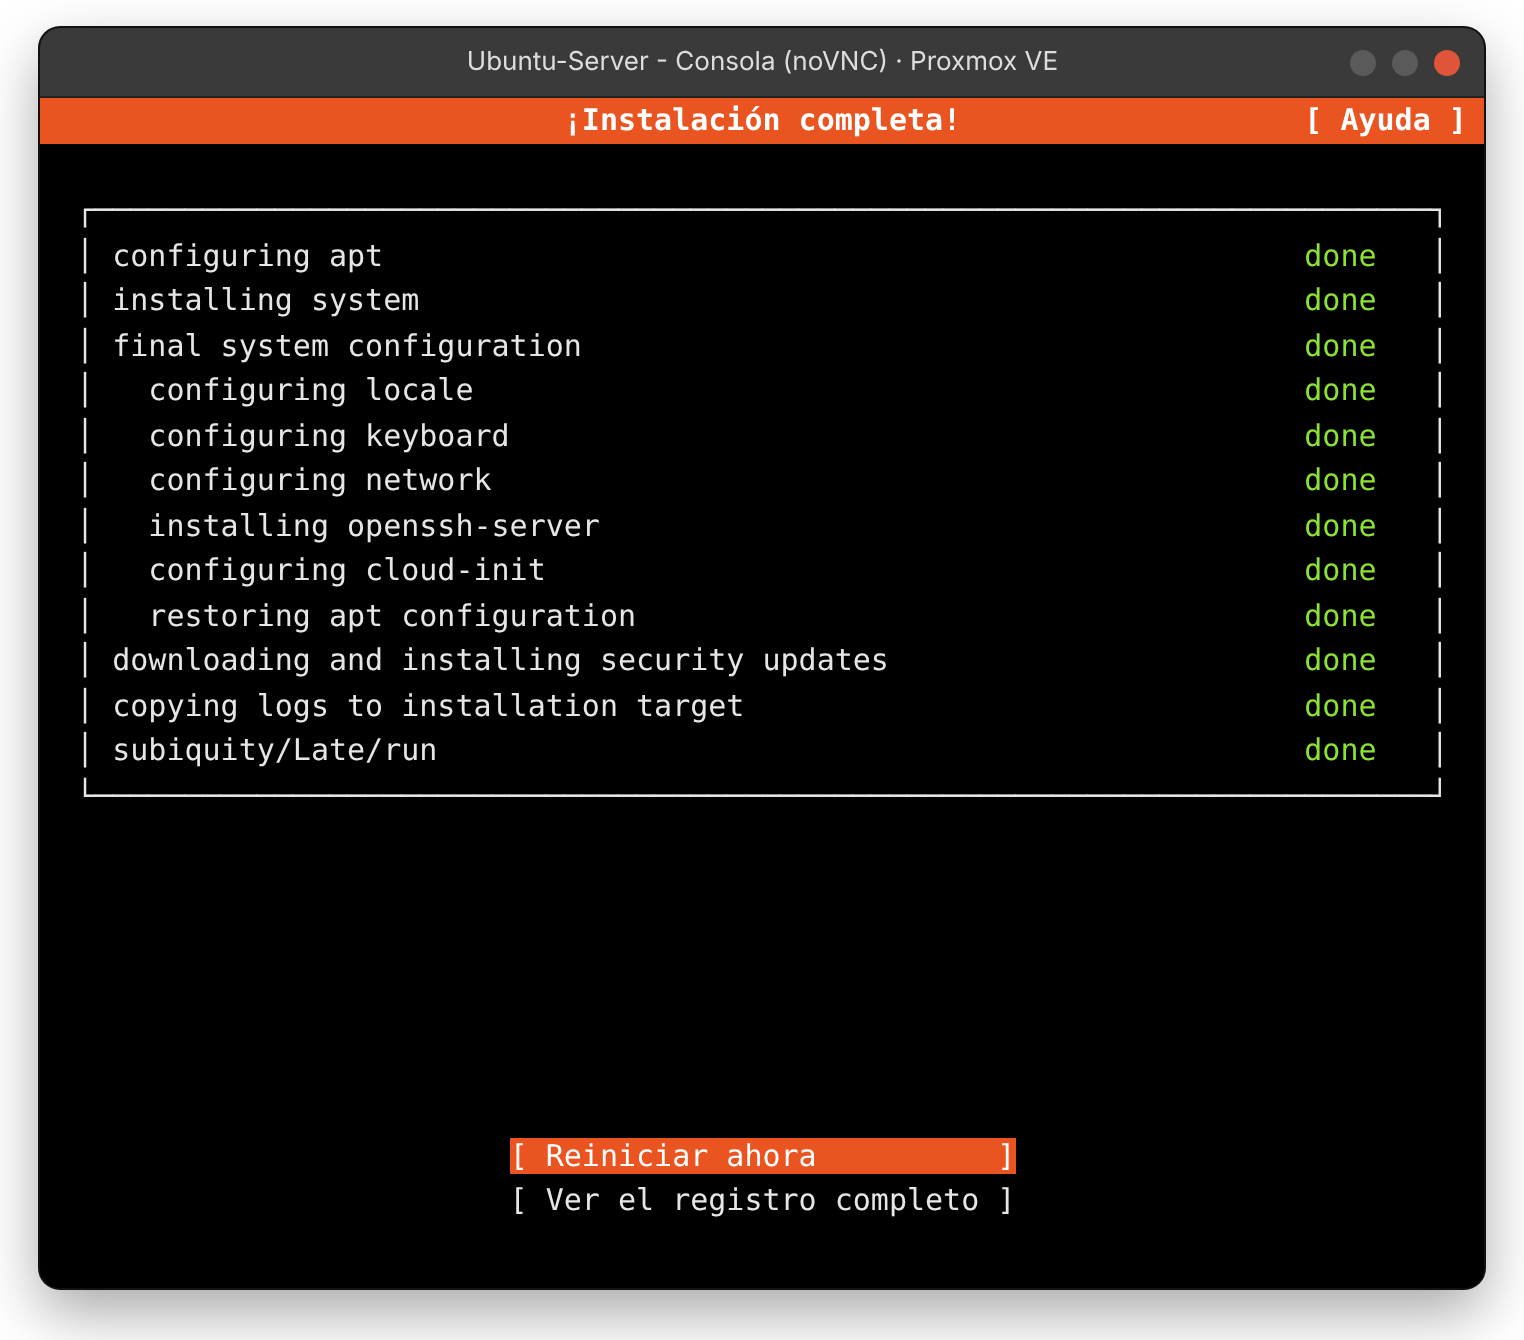 Ubuntu-Server - Consola (noVNC) · Proxmox VE
¡Instalación completa! [ Ayuda ]
configuring apt done
installing system done
final system configuration done
configuring locale done
configuring keyboard done
configuring network done
installing openssh-server done
configuring cloud-init done
restoring apt configuration done
downloading and installing security updates done
copying logs to installation target done
subiquity/Late/run done
[ Reiniciar ahora ]
[ Ver el registro completo ]